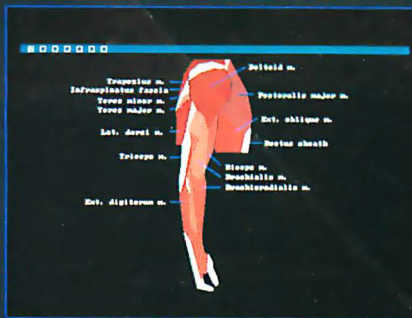 Trapezius m.
Infraspinatus fascia
Teres minor m.
Teres major m.
Lat. dorsi m.
Triceps m.
Ext. digitorum m.
Deltoid m.
Pectoralis major m.
Ext. oblique m.
Rectus sheath
Biceps m.
Brachialis m.
Brachioradialis m.